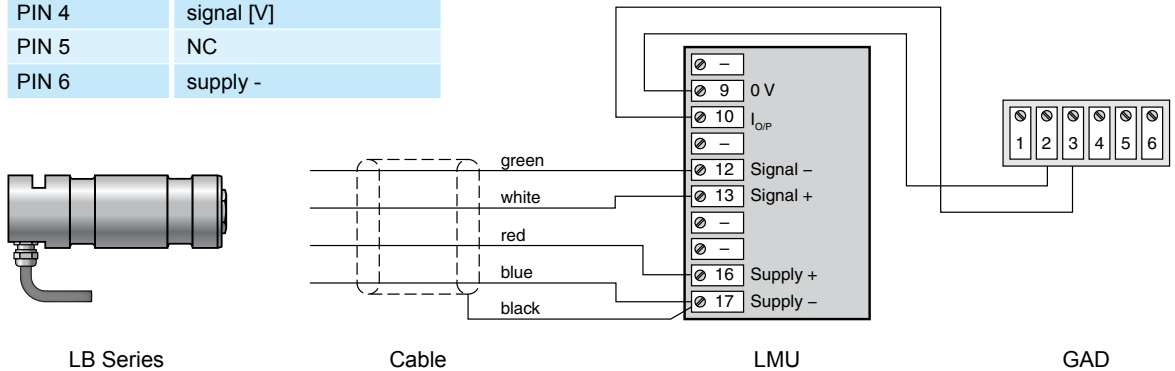 PIN 4 signal [V]
PIN 5 NC
PIN 6 supply -
–
9 0 V
10 I O/P
–
12 Signal –
13 Signal +
–
–
16 Supply +
17 Supply –
green
white
red
blue
black
1 2 3 4 5 6
LB Series Cable LMU GAD